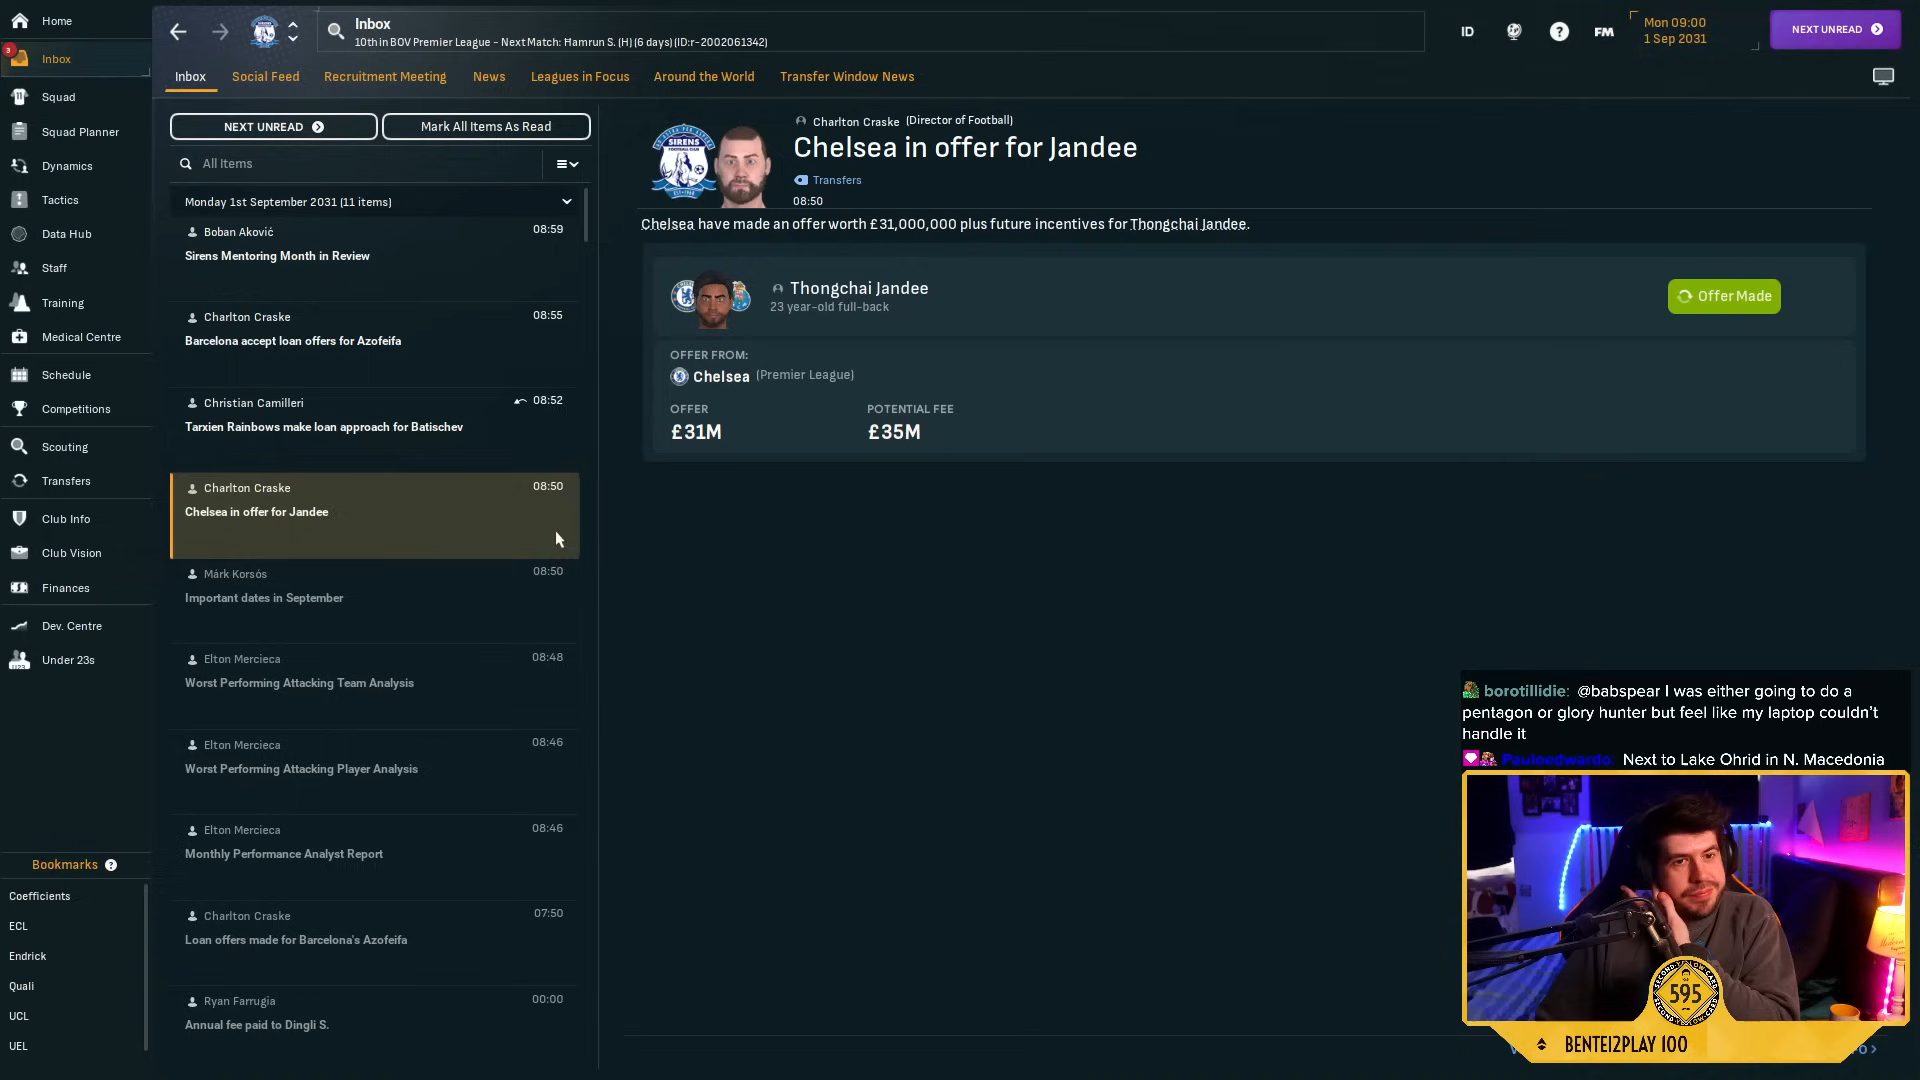 Home
3
Inbox
11
Squad
Squad Planner
Dynamics
Tactics
Data Hub
Staff
Training
Medical Centre
Schedule
Competitions
Scouting
Transfers
Club Info
Club Vision
Finances
Dev. Centre
U23
Under 23s
Bookmarks ?
Coefficients
ECL
Endrick
Quali
UCL
UEL
Inbox
10th in BOV Premier League - Next Match: Ħamrun S. (H) (6 days) (ID:r-2002061342)
ID
?
FM
Mon 09:00
1 Sep 2031
NEXT UNREAD
Inbox
Social Feed
Recruitment Meeting
News
Leagues in Focus
Around the World
Transfer Window News
NEXT UNREAD
Mark All Items As Read
All Items
Monday 1st September 2031 (11 items)
Boban Aković 08:59
Sirens Mentoring Month in Review
Charlton Craske 08:55
Barcelona accept loan offers for Azofeifa
Christian Camilleri 08:52
Tarxien Rainbows make loan approach for Batischev
Charlton Craske 08:50
Chelsea in offer for Jandee
Márk Korsós 08:50
Important dates in September
Elton Mercieca 08:48
Worst Performing Attacking Team Analysis
Elton Mercieca 08:46
Worst Performing Attacking Player Analysis
Elton Mercieca 08:46
Monthly Performance Analyst Report
Charlton Craske 07:50
Loan offers made for Barcelona's Azofeifa
Ryan Farrugia 00:00
Annual fee paid to Dingli S.
SIRENS
Charlton Craske (Director of Football)
Chelsea in offer for Jandee
Transfers
08:50
Chelsea have made an offer worth £31,000,000 plus future incentives for Thongchai Jandee.
Thongchai Jandee
23 year-old full-back
Offer Made
OFFER FROM:
Chelsea (Premier League)
OFFER
£31M
POTENTIAL FEE
£35M
borotillidie: @babspear I was either going to do a
pentagon or glory hunter but feel like my laptop couldn't
handle it
Pauloedwardo: Next to Lake Ohrid in N. Macedonia
SECOND YELLOW CARD
595
BENTEI2PLAY 100